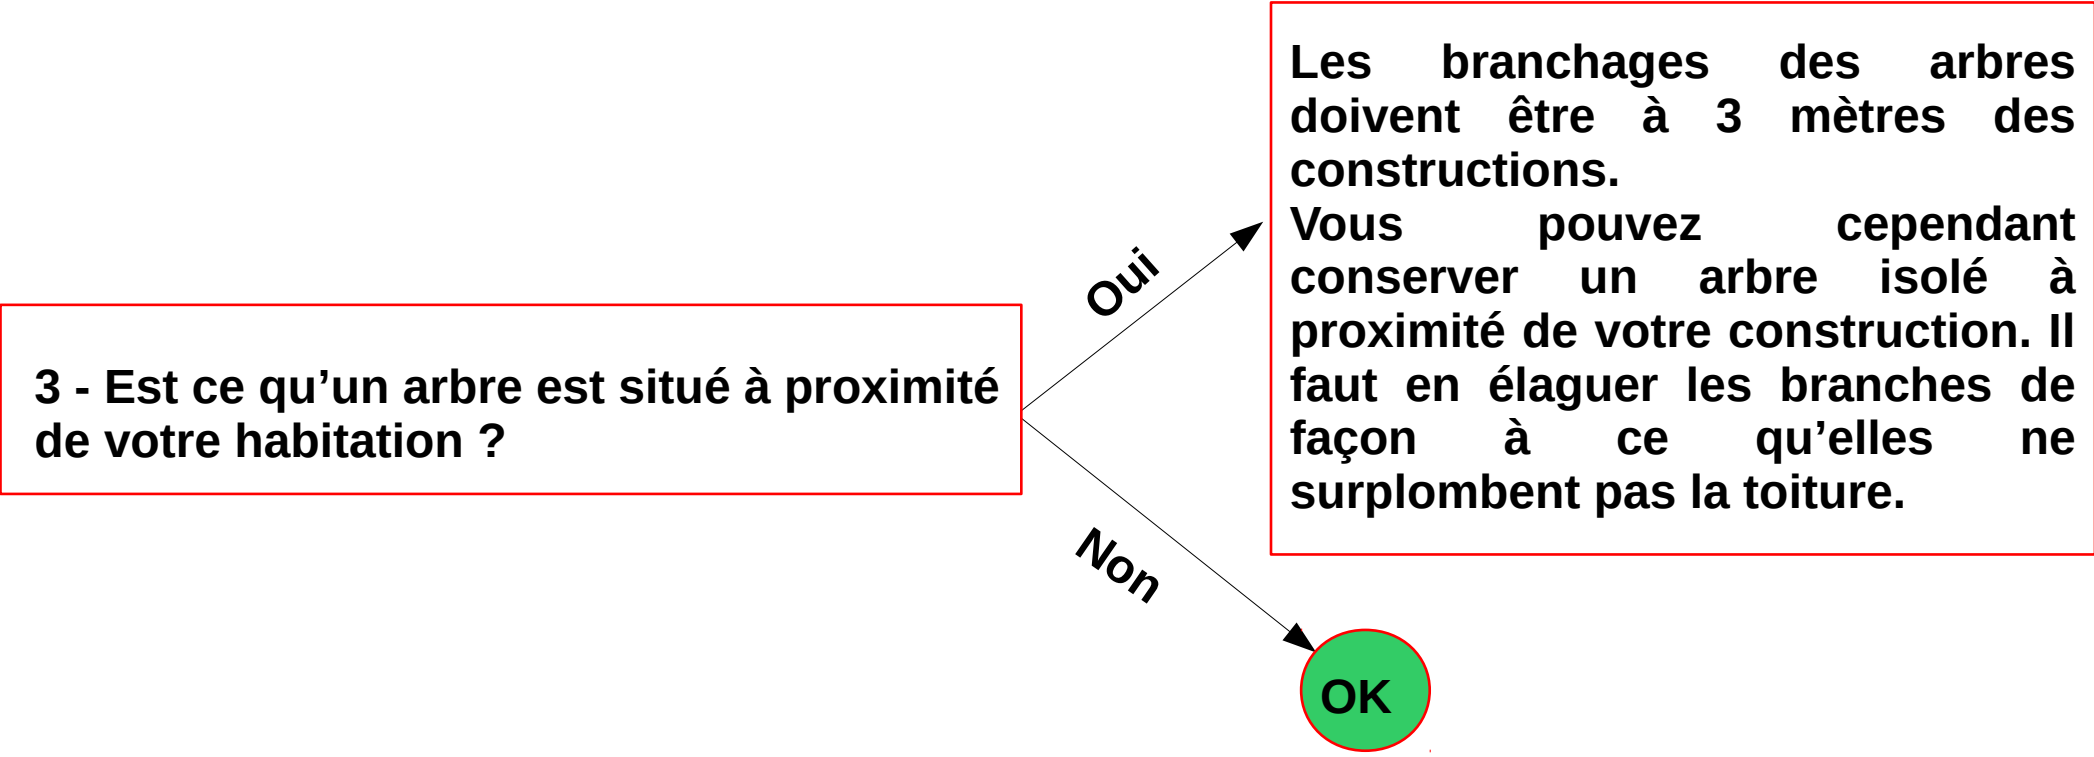 3 - Est ce qu’un arbre est situé à proximité
de votre habitation ?
Oui
Les branchages des arbres
doivent être à 3 mètres des
constructions.
Vous pouvez cependant
conserver un arbre isolé à
proximité de votre construction. Il
faut en élaguer les branches de
façon à ce qu’elles ne
surplombent pas la toiture.
Non
OK